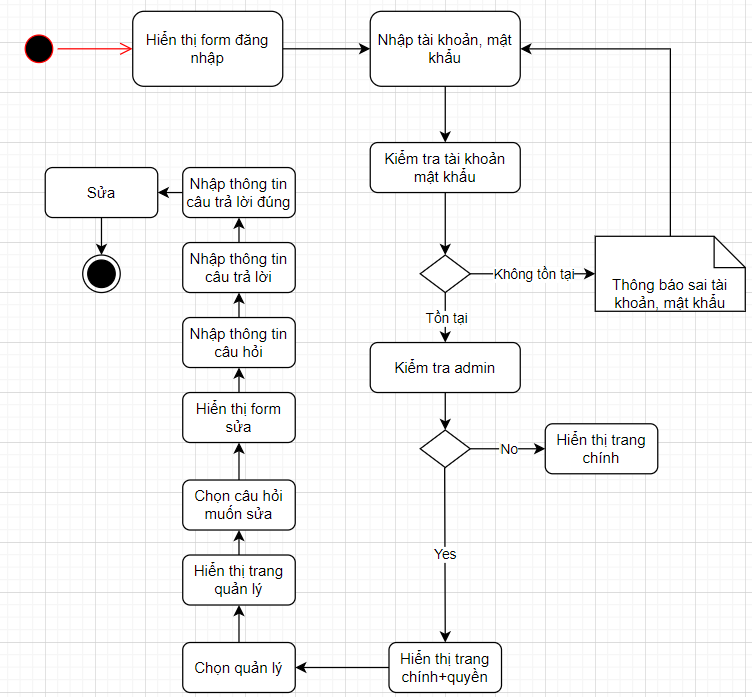 Hiển thị form đăng
nhập
Nhập tài khoản, mật
khẩu
Kiểm tra tài khoản
mật khẩu
Không tồn tại
Thông báo sai tài
khoản, mật khẩu
Tồn tại
Kiểm tra admin
No
Hiển thị trang
chính
Yes
Hiển thị trang
chính+quyền
Chọn quản lý
Hiển thị trang
quản lý
Chọn câu hỏi
muốn sửa
Hiển thị form
sửa
Nhập thông tin
câu hỏi
Nhập thông tin
câu trả lời
Nhập thông tin
câu trả lời đúng
Sửa